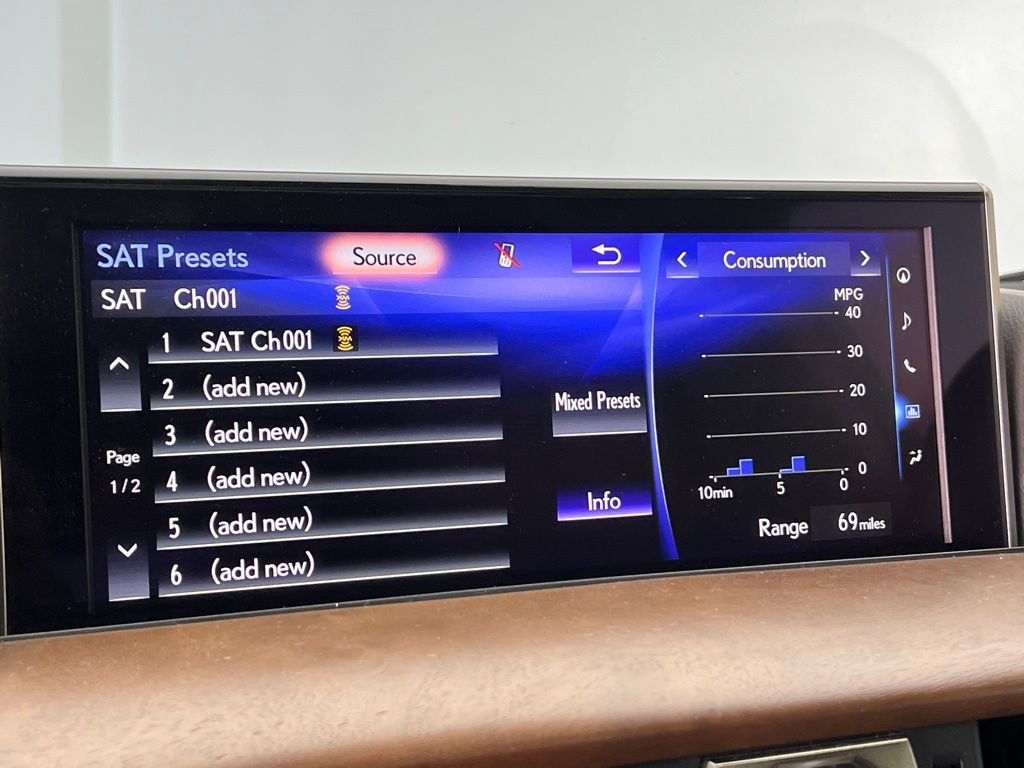 SAT Presets
Source
SAT Ch001
1 SAT Ch001
2 (add new)
3 (add new)
4 (add new)
5 (add new)
6 (add new)
Page
1/2
Mixed Presets
Info
Consumption
MPG
40
30
20
10
0
10min 5 0
Range 69 miles